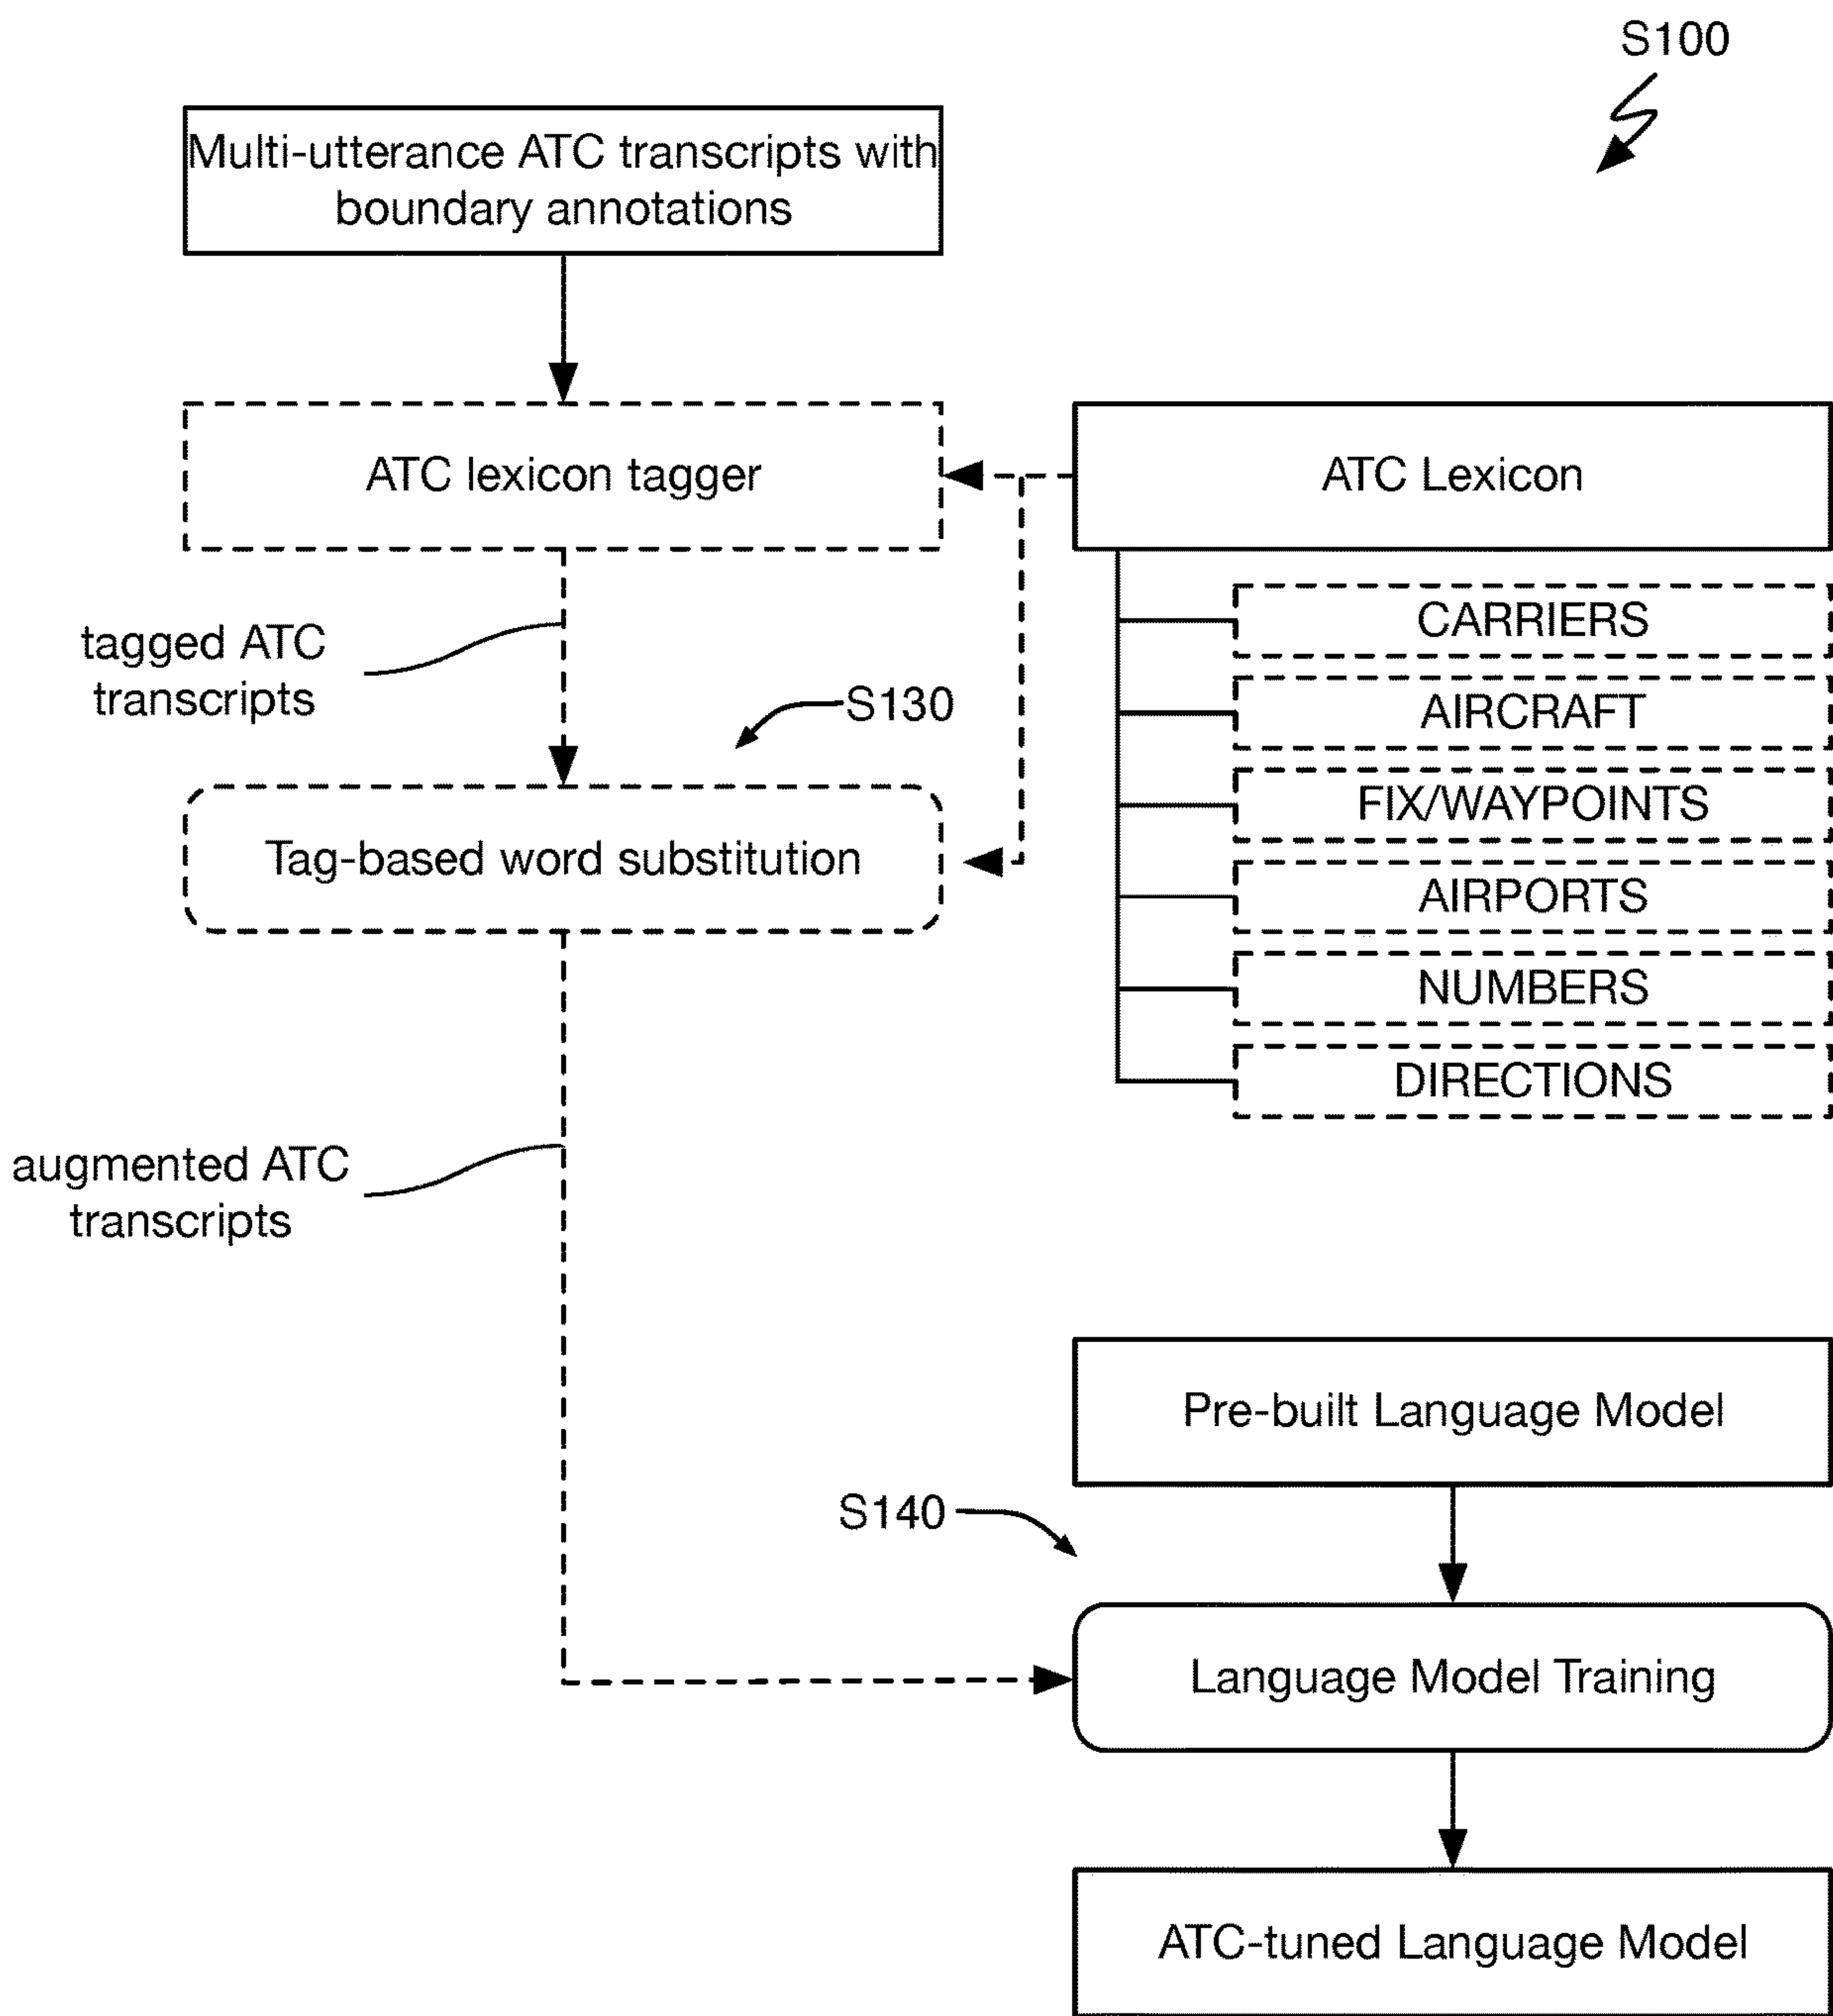 S100
Multi-utterance ATC transcripts with
boundary annotations
ATC lexicon tagger
ATC Lexicon
CARRIERS
tagged ATC
transcripts
AIRCRAFT
S130
FIX/WAYPOINTS
Tag-based word substitution
AIRPORTS
NUMBERS
DIRECTIONS
augmented ATC
transcripts
Pre-built Language Model
S140
Language Model Training
ATC-tuned Language Model